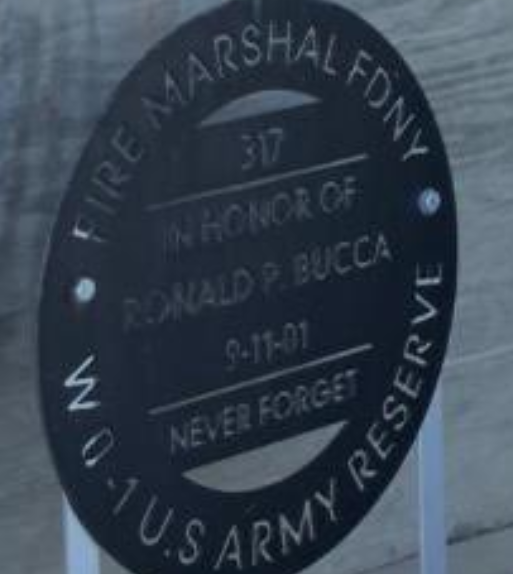 FIRE MARSHAL FDNY
317
IN HONOR OF
RONALD P. BUCCA
9-11-01
NEVER FORGET
W O-1 U.S ARMY RESERVE